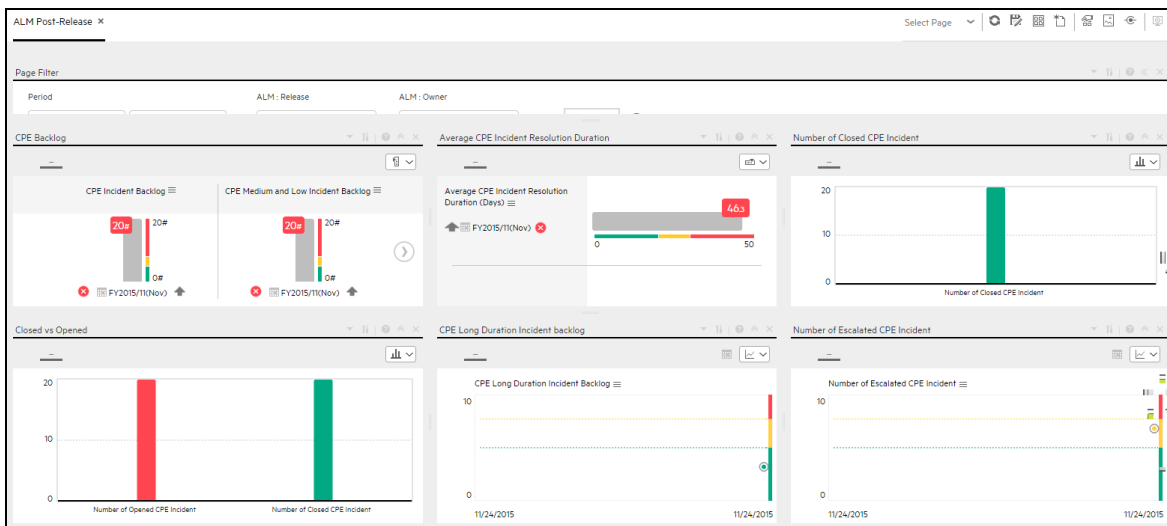 ALM Post-Release ×
Select Page
Page Filter
Period
ALM : Release
ALM : Owner
CPE Backlog
CPE Incident Backlog
CPE Medium and Low Incident Backlog
20#
20#
20#
20#
0#
0#
FY2015/11(Nov)
FY2015/11(Nov)
Average CPE Incident Resolution Duration
Average CPE Incident Resolution
Duration (Days)
FY2015/11(Nov)
46.3
0
50
Number of Closed CPE Incident
20
10
0
Number of Closed CPE Incident
Closed vs Opened
20
10
0
Number of Opened CPE Incident
Number of Closed CPE Incident
CPE Long Duration Incident backlog
CPE Long Duration Incident Backlog
10
0
11/24/2015
11/24/2015
Number of Escalated CPE Incident
Number of Escalated CPE Incident
10
0
11/24/2015
11/24/2015